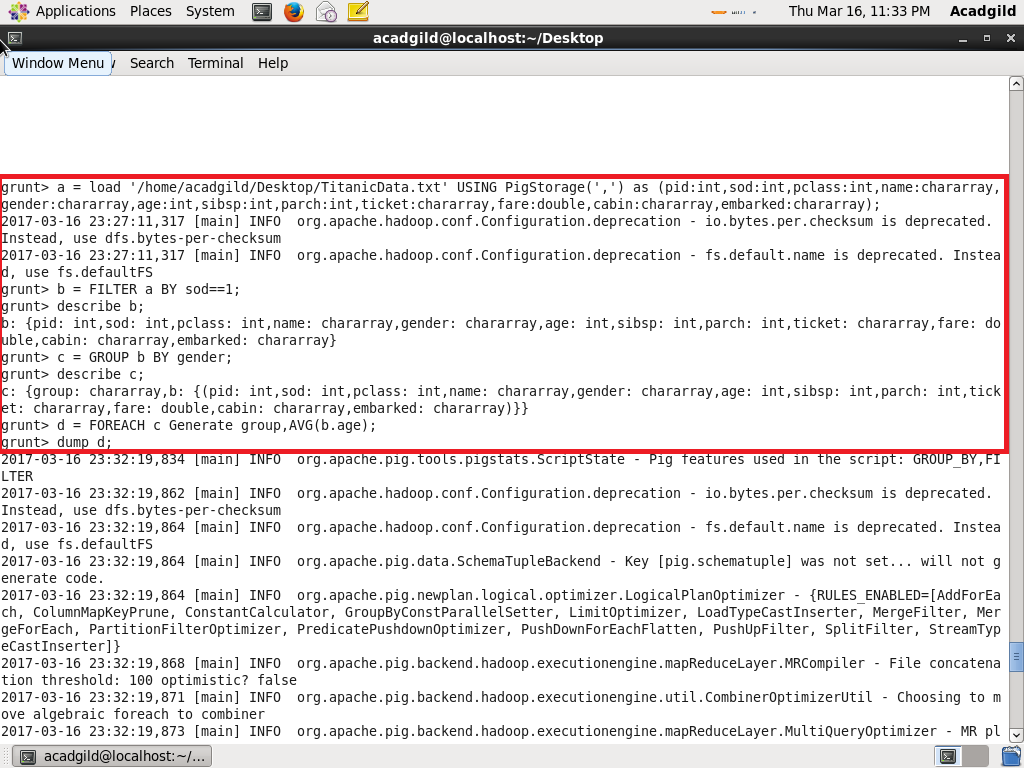 Applications Places System Thu Mar 16, 11:33 PM Acadgild
acadgild@localhost:~/Desktop
Window Menu Search Terminal Help
grunt> a = load '/home/acadgild/Desktop/TitanicData.txt' USING PigStorage(',') as (pid:int,sod:int,pclass:int,name:chararray,
gender:chararray,age:int,sibsp:int,parch:int,ticket:chararray,fare:double,cabin:chararray,embarked:chararray);
2017-03-16 23:27:11,317 [main] INFO  org.apache.hadoop.conf.Configuration.deprecation - io.bytes.per.checksum is deprecated.
Instead, use dfs.bytes-per-checksum
2017-03-16 23:27:11,317 [main] INFO  org.apache.hadoop.conf.Configuration.deprecation - fs.default.name is deprecated. Instea
d, use fs.defaultFS
grunt> b = FILTER a BY sod==1;
grunt> describe b;
b: {pid: int,sod: int,pclass: int,name: chararray,gender: chararray,age: int,sibsp: int,parch: int,ticket: chararray,fare: do
uble,cabin: chararray,embarked: chararray}
grunt> c = GROUP b BY gender;
grunt> describe c;
c: {group: chararray,b: {(pid: int,sod: int,pclass: int,name: chararray,gender: chararray,age: int,sibsp: int,parch: int,tick
et: chararray,fare: double,cabin: chararray,embarked: chararray)}}
grunt> d = FOREACH c Generate group,AVG(b.age);
grunt> dump d;
2017-03-16 23:32:19,834 [main] INFO  org.apache.pig.tools.pigstats.ScriptState - Pig features used in the script: GROUP_BY,FI
LTER
2017-03-16 23:32:19,862 [main] INFO  org.apache.hadoop.conf.Configuration.deprecation - io.bytes.per.checksum is deprecated.
Instead, use dfs.bytes-per-checksum
2017-03-16 23:32:19,864 [main] INFO  org.apache.hadoop.conf.Configuration.deprecation - fs.default.name is deprecated. Instea
d, use fs.defaultFS
2017-03-16 23:32:19,864 [main] INFO  org.apache.pig.data.SchemaTupleBackend - Key [pig.schematuple] was not set... will not g
enerate code.
2017-03-16 23:32:19,864 [main] INFO  org.apache.pig.newplan.logical.optimizer.LogicalPlanOptimizer - {RULES_ENABLED=[AddForEa
ch, ColumnMapKeyPrune, ConstantCalculator, GroupByConstParallelSetter, LimitOptimizer, LoadTypeCastInserter, MergeFilter, Mer
geForEach, PartitionFilterOptimizer, PredicatePushdownOptimizer, PushDownForEachFlatten, PushUpFilter, SplitFilter, StreamTyp
eCastInserter]}
2017-03-16 23:32:19,868 [main] INFO  org.apache.pig.backend.hadoop.executionengine.mapReduceLayer.MRCompiler - File concatena
tion threshold: 100 optimistic? false
2017-03-16 23:32:19,871 [main] INFO  org.apache.pig.backend.hadoop.executionengine.util.CombinerOptimizerUtil - Choosing to m
ove algebraic foreach to combiner
2017-03-16 23:32:19,873 [main] INFO  org.apache.pig.backend.hadoop.executionengine.mapReduceLayer.MultiQueryOptimizer - MR pl
acadgild@localhost:~/...